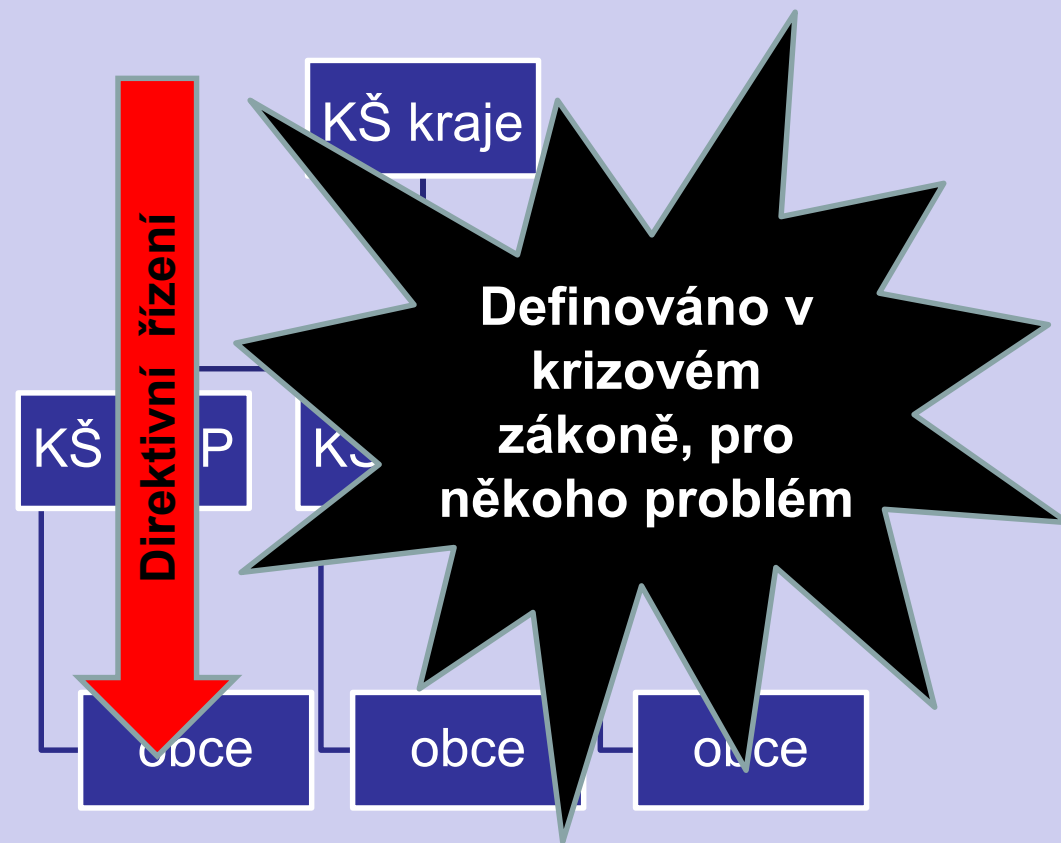 KŠ kraje
Direktivní řízení
Definováno v
krizovém
zákoně, pro
někoho problém
KŠ
P
obce
obce
obce